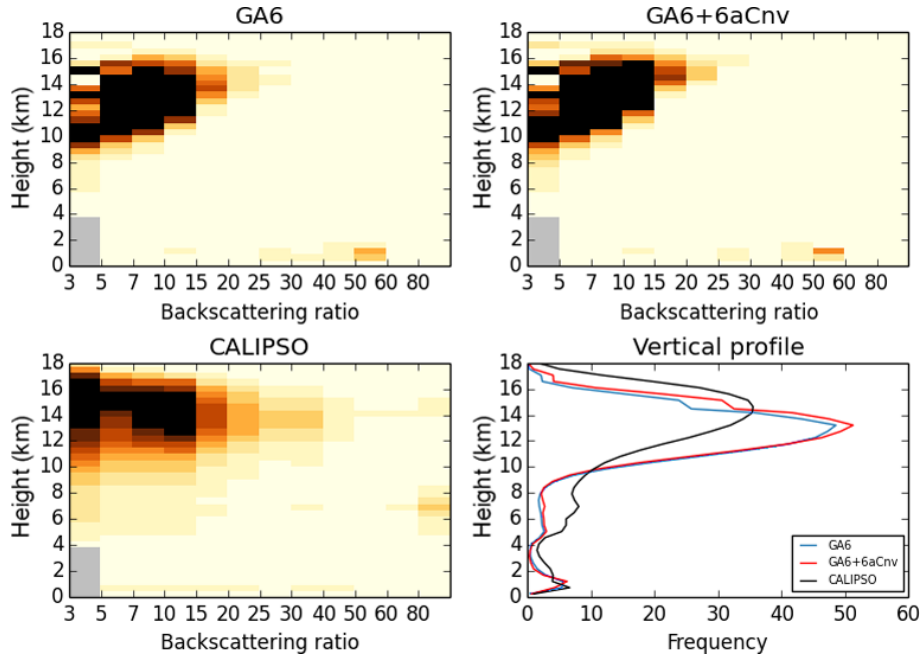 GA6
GA6+6aCnv
18
16
14
12
10
8
6
4
2
0
Height (km)
3 5 7 10 15 20 25 30 40 50 60 80
Backscattering ratio
18
16
14
12
10
8
6
4
2
0
Height (km)
3 5 7 10 15 20 25 30 40 50 60 80
Backscattering ratio
CALIPSO
Vertical profile
18
16
14
12
10
8
6
4
2
0
Height (km)
3 5 7 10 15 20 25 30 40 50 60 80
Backscattering ratio
18
16
14
12
10
8
6
4
2
0
Height (km)
GA6
GA6+6aCnv
CALIPSO
0 10 20 30 40 50 60
Frequency